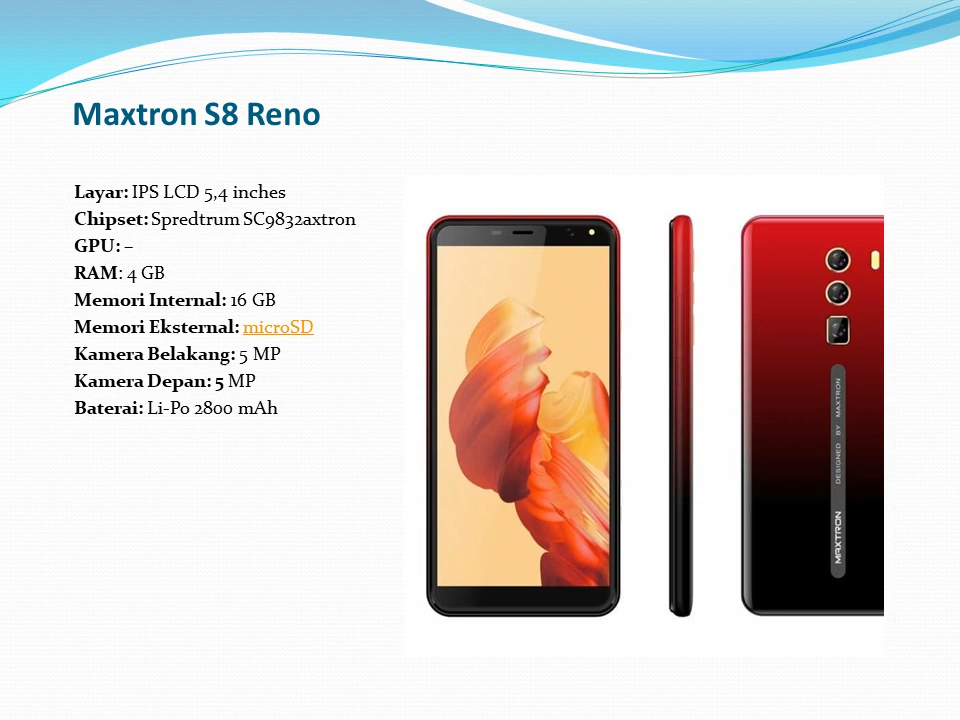 Maxtron S8 Reno
Layar: IPS LCD 5,4 inches
Chipset: Spredtrum SC9832axtron
GPU: –
RAM: 4 GB
Memori Internal: 16 GB
Memori Eksternal: microSD
Kamera Belakang: 5 MP
Kamera Depan: 5 MP
Baterai: Li-Po 2800 mAh
MAXTRON DESIGNED BY MAXTRON